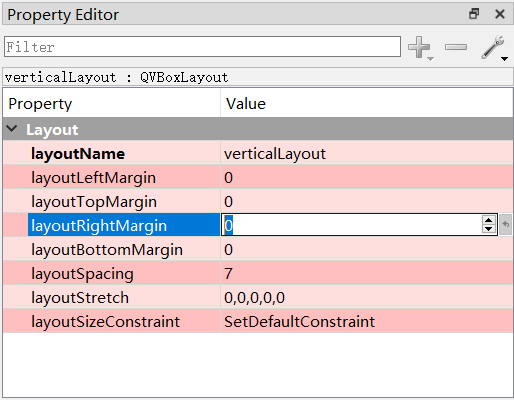 Property Editor
Filter
verticalLayout : QVBoxLayout
Property Value
Layout
layoutName verticalLayout
layoutLeftMargin 0
layoutTopMargin 0
layoutRightMargin 0
layoutBottomMargin 0
layoutSpacing 7
layoutStretch 0,0,0,0,0
layoutSizeConstraint SetDefaultConstraint